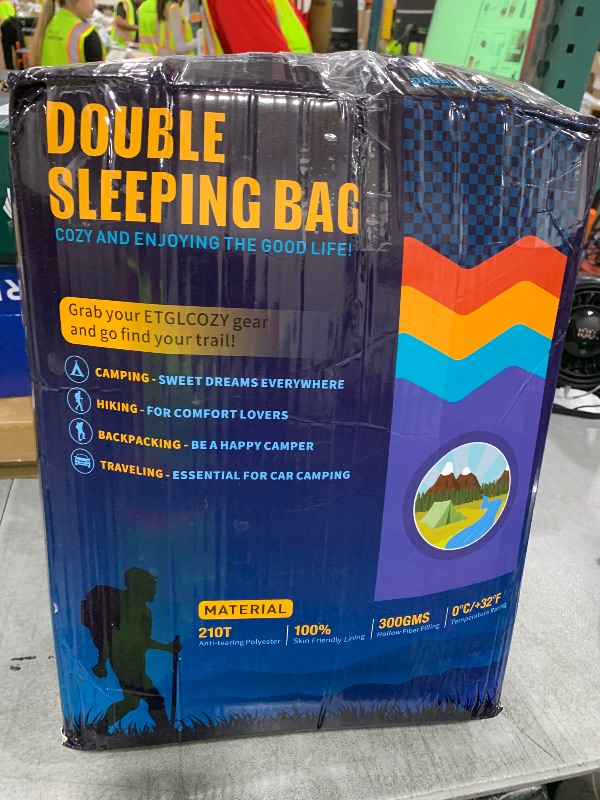 DOUBLE
SLEEPING BAG
COZY AND ENJOYING THE GOOD LIFE!
Grab your ETGLCOZY gear
and go find your trail!
CAMPING - SWEET DREAMS EVERYWHERE
HIKING - FOR COMFORT LOVERS
BACKPACKING - BE A HAPPY CAMPER
TRAVELING - ESSENTIAL FOR CAR CAMPING
MATERIAL
210T
Anti-tearing Polyester
100%
Skin Friendly Lining
300GMS
Hollow Fiber Filling
0°C/+32°F
Temperature Rating
R
100